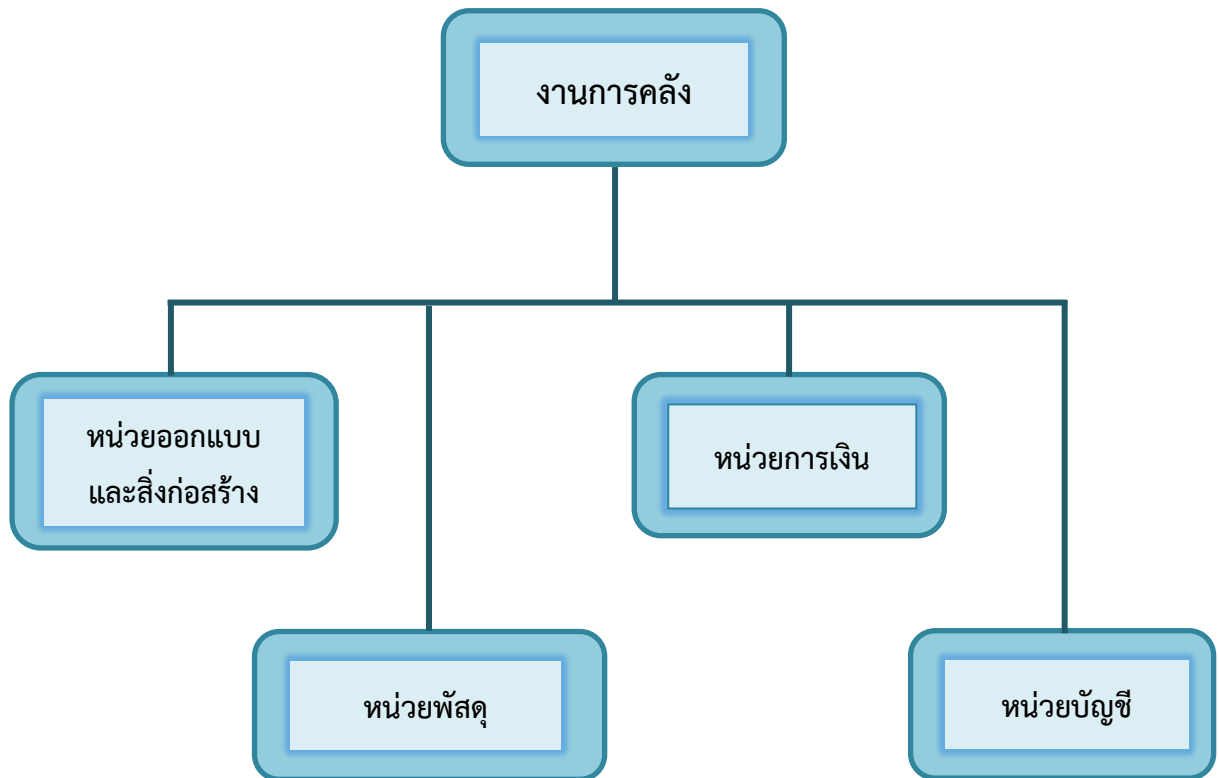 งานการคลัง
หน่วยออกแบบ
และสิ่งก่อสร้าง
หน่วยการเงิน
หน่วยพัสดุ
หน่วยบัญชี